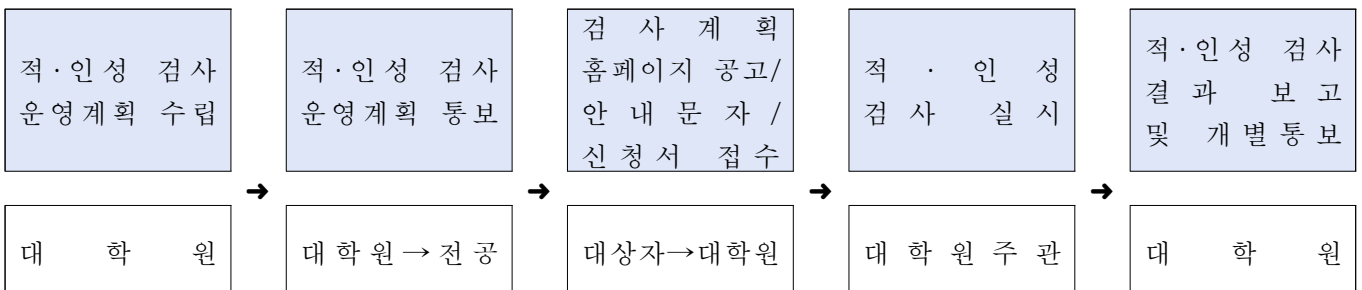 적·인성 검사
운영계획 수립
적·인성 검사
운영계획 통보
검 사 계 획
홈페이지 공고/
안 내 문 자 /
신청서 접수
적 · 인 성
검 사 실 시
적·인성 검사
결 과 보 고
및 개별통보
➜
➜
➜
➜
대 학 원
대학원→전공
대상자→대학원
대 학 원 주 관
대 학 원